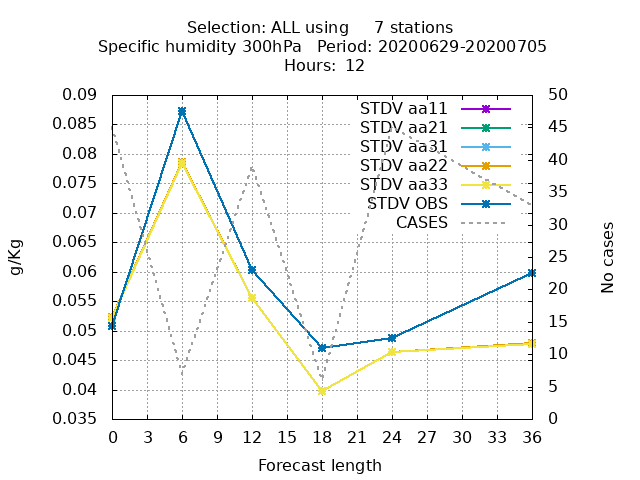 Selection: ALL using     7 stations
Specific humidity 300hPa   Period: 20200629-20200705
Hours: 12
0.09
0.085
0.08
0.075
0.07
0.065
0.06
0.055
0.05
0.045
0.04
0.035
g/Kg
STDV aa11
STDV aa21
STDV aa31
STDV aa22
STDV aa33
STDV OBS
CASES
50
45
40
35
30
25
20
15
10
5
0
No cases
0 3 6 9 12 15 18 21 24 27 30 33 36
Forecast length